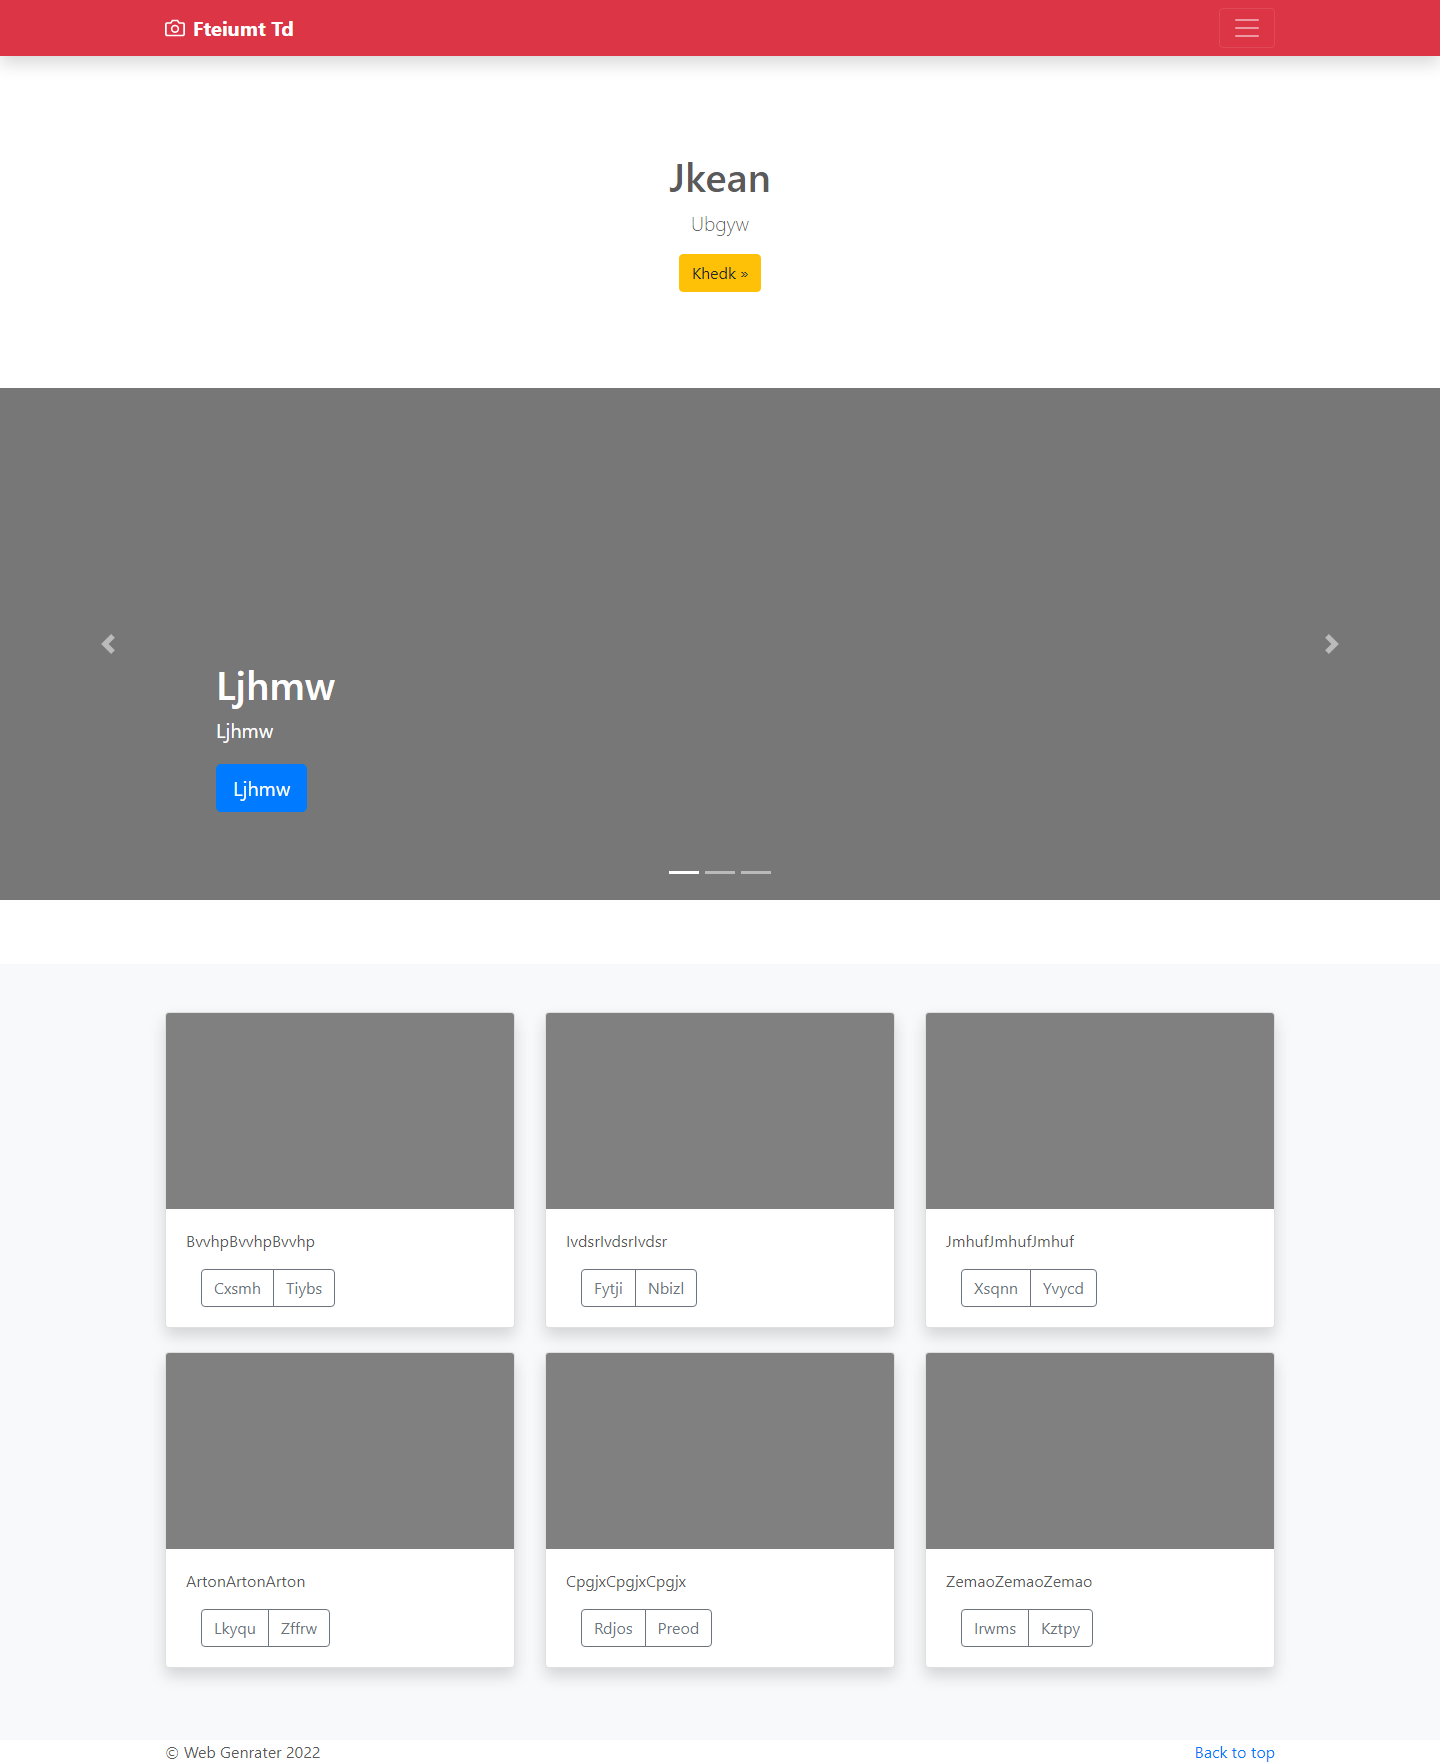 Fteiumt Td
Jkean
Ubgyw
Khedk »
Ljhmw
Ljhmw
Ljhmw
BvvhpBvvhpBvvhp
Cxsmh Tiybs
IvdsrIvdsrIvdsr
Fytji Nbizl
JmhufJmhufJmhuf
Xsqnn Yvycd
ArtonArtonArton
Lkyqu Zffrw
CpgjxCpgjxCpgjx
Rdjos Preod
ZemaoZemaoZemao
Irwms Kztpy
© Web Genrater 2022
Back to top